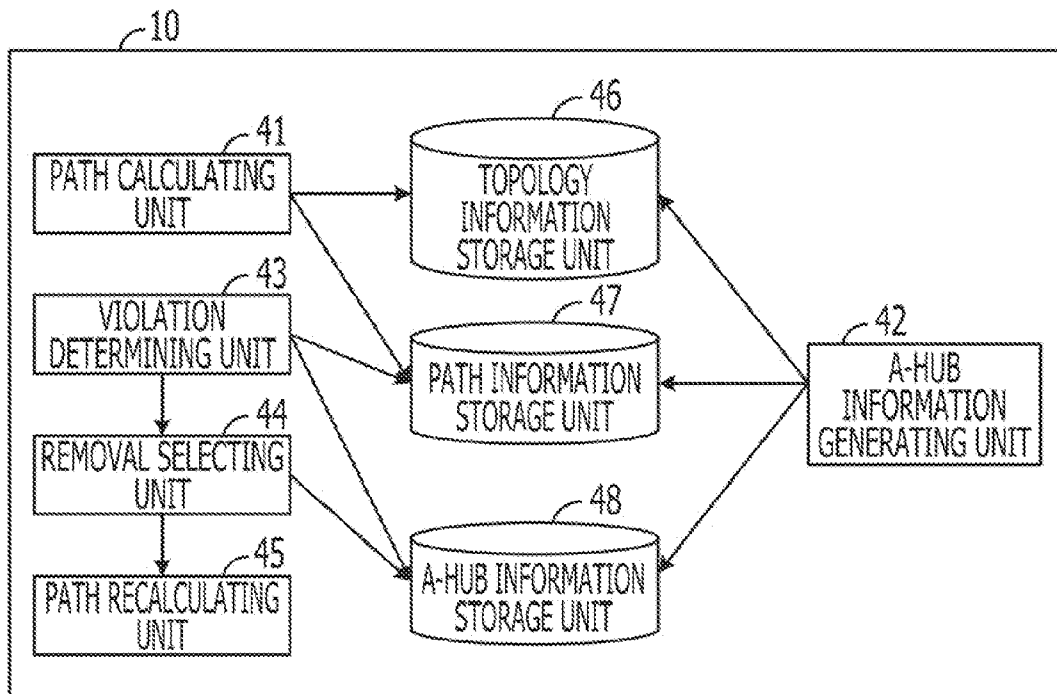 10
41
PATH CALCULATING
UNIT
46
TOPOLOGY
INFORMATION
STORAGE UNIT
43
VIOLATION
DETERMINING UNIT
47
PATH INFORMATION
STORAGE UNIT
42
A-HUB
INFORMATION
GENERATING UNIT
44
REMOVAL SELECTING
UNIT
48
A-HUB INFORMATION
STORAGE UNIT
45
PATH RECALCULATING
UNIT